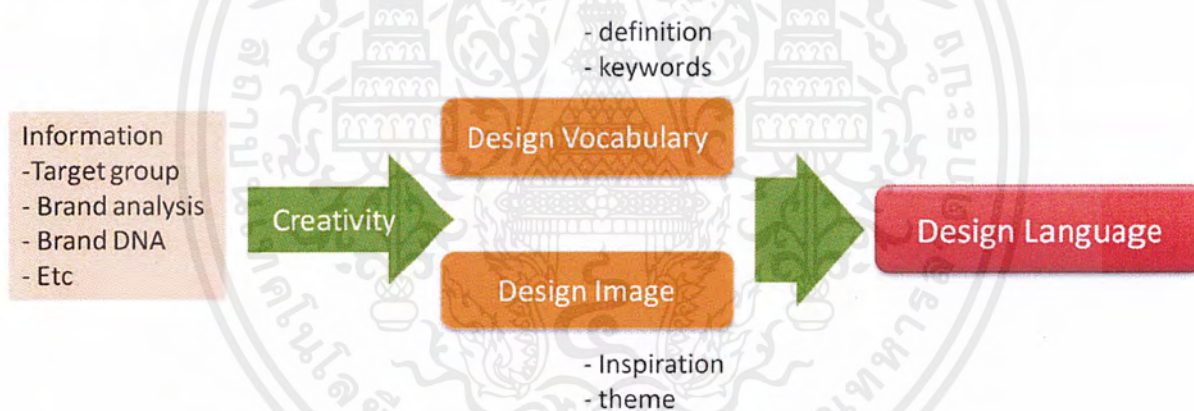 - definition
- keywords
Information
-Target group
- Brand analysis
- Brand DNA
- Etc
Creativity
Design Vocabulary
Design Image
Design Language
- Inspiration
- theme